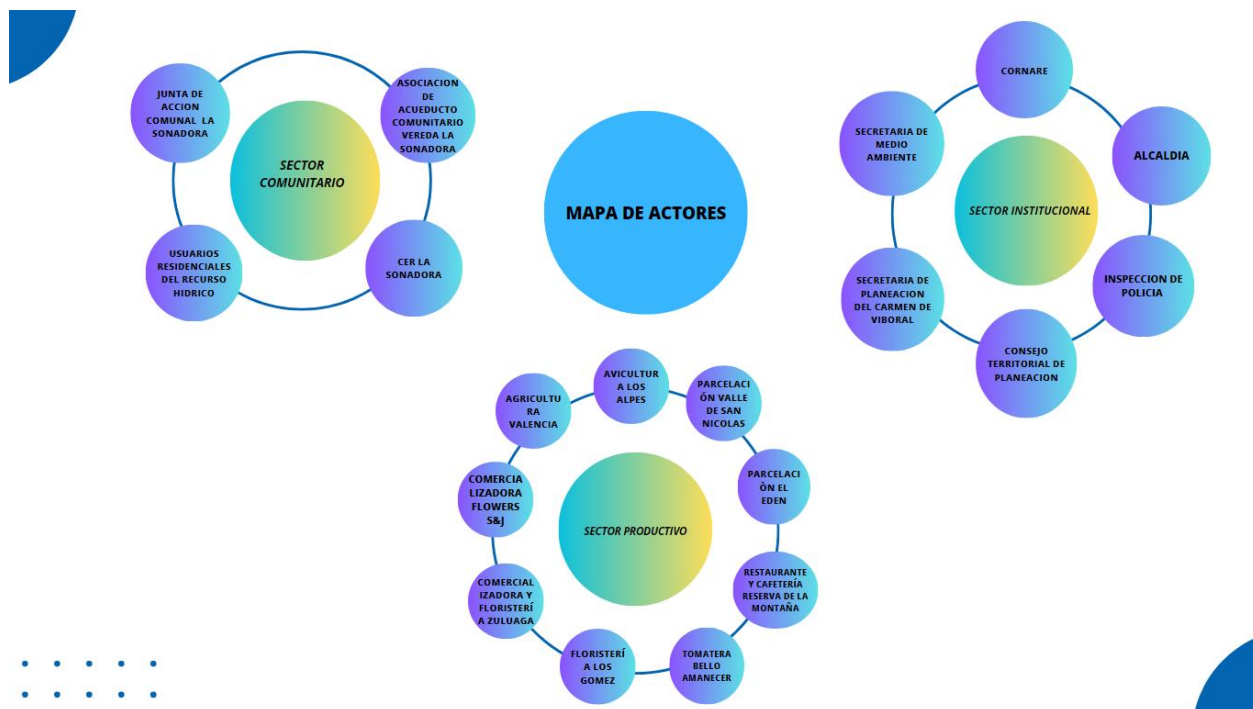 JUNTA DE
ACCION
COMUNAL LA
SONADORA
ASOCIACION
DE
ACUEDUCTO
COMUNITARIO
VEREDA LA
SONADORA
SECTOR
COMUNITARIO
USUARIOS
RESIDENCIALES
DEL RECURSO
HIDRICO
CER LA
SONADORA
MAPA DE ACTORES
CORNARE
SECRETARIA DE
MEDIO
AMBIENTE
ALCALDIA
SECTOR INSTITUCIONAL
SECRETARIA DE
PLANEACION
DEL CARMEN DE
VIBORAL
INSPECCION DE
POLICIA
CONSEJO
TERRITORIAL DE
PLANEACION
AVICULTUR
A LOS
ALPES
AGRICULTU
RA
VALENCIA
PARCELACI
ÓN VALLE
DE SAN
NICOLAS
COMERCIA
LIZADORA
FLOWERS
S&J
PARCELACI
ÒN EL
EDEN
SECTOR PRODUCTIVO
COMERCIAL
IZADORA Y
FLORISTERÍ
A ZULUAGA
RESTAURANTE
Y CAFETERÍA
RESERVA DE LA
MONTAÑA
FLORISTERÍ
A LOS
GOMEZ
TOMATERA
BELLO
AMANECER